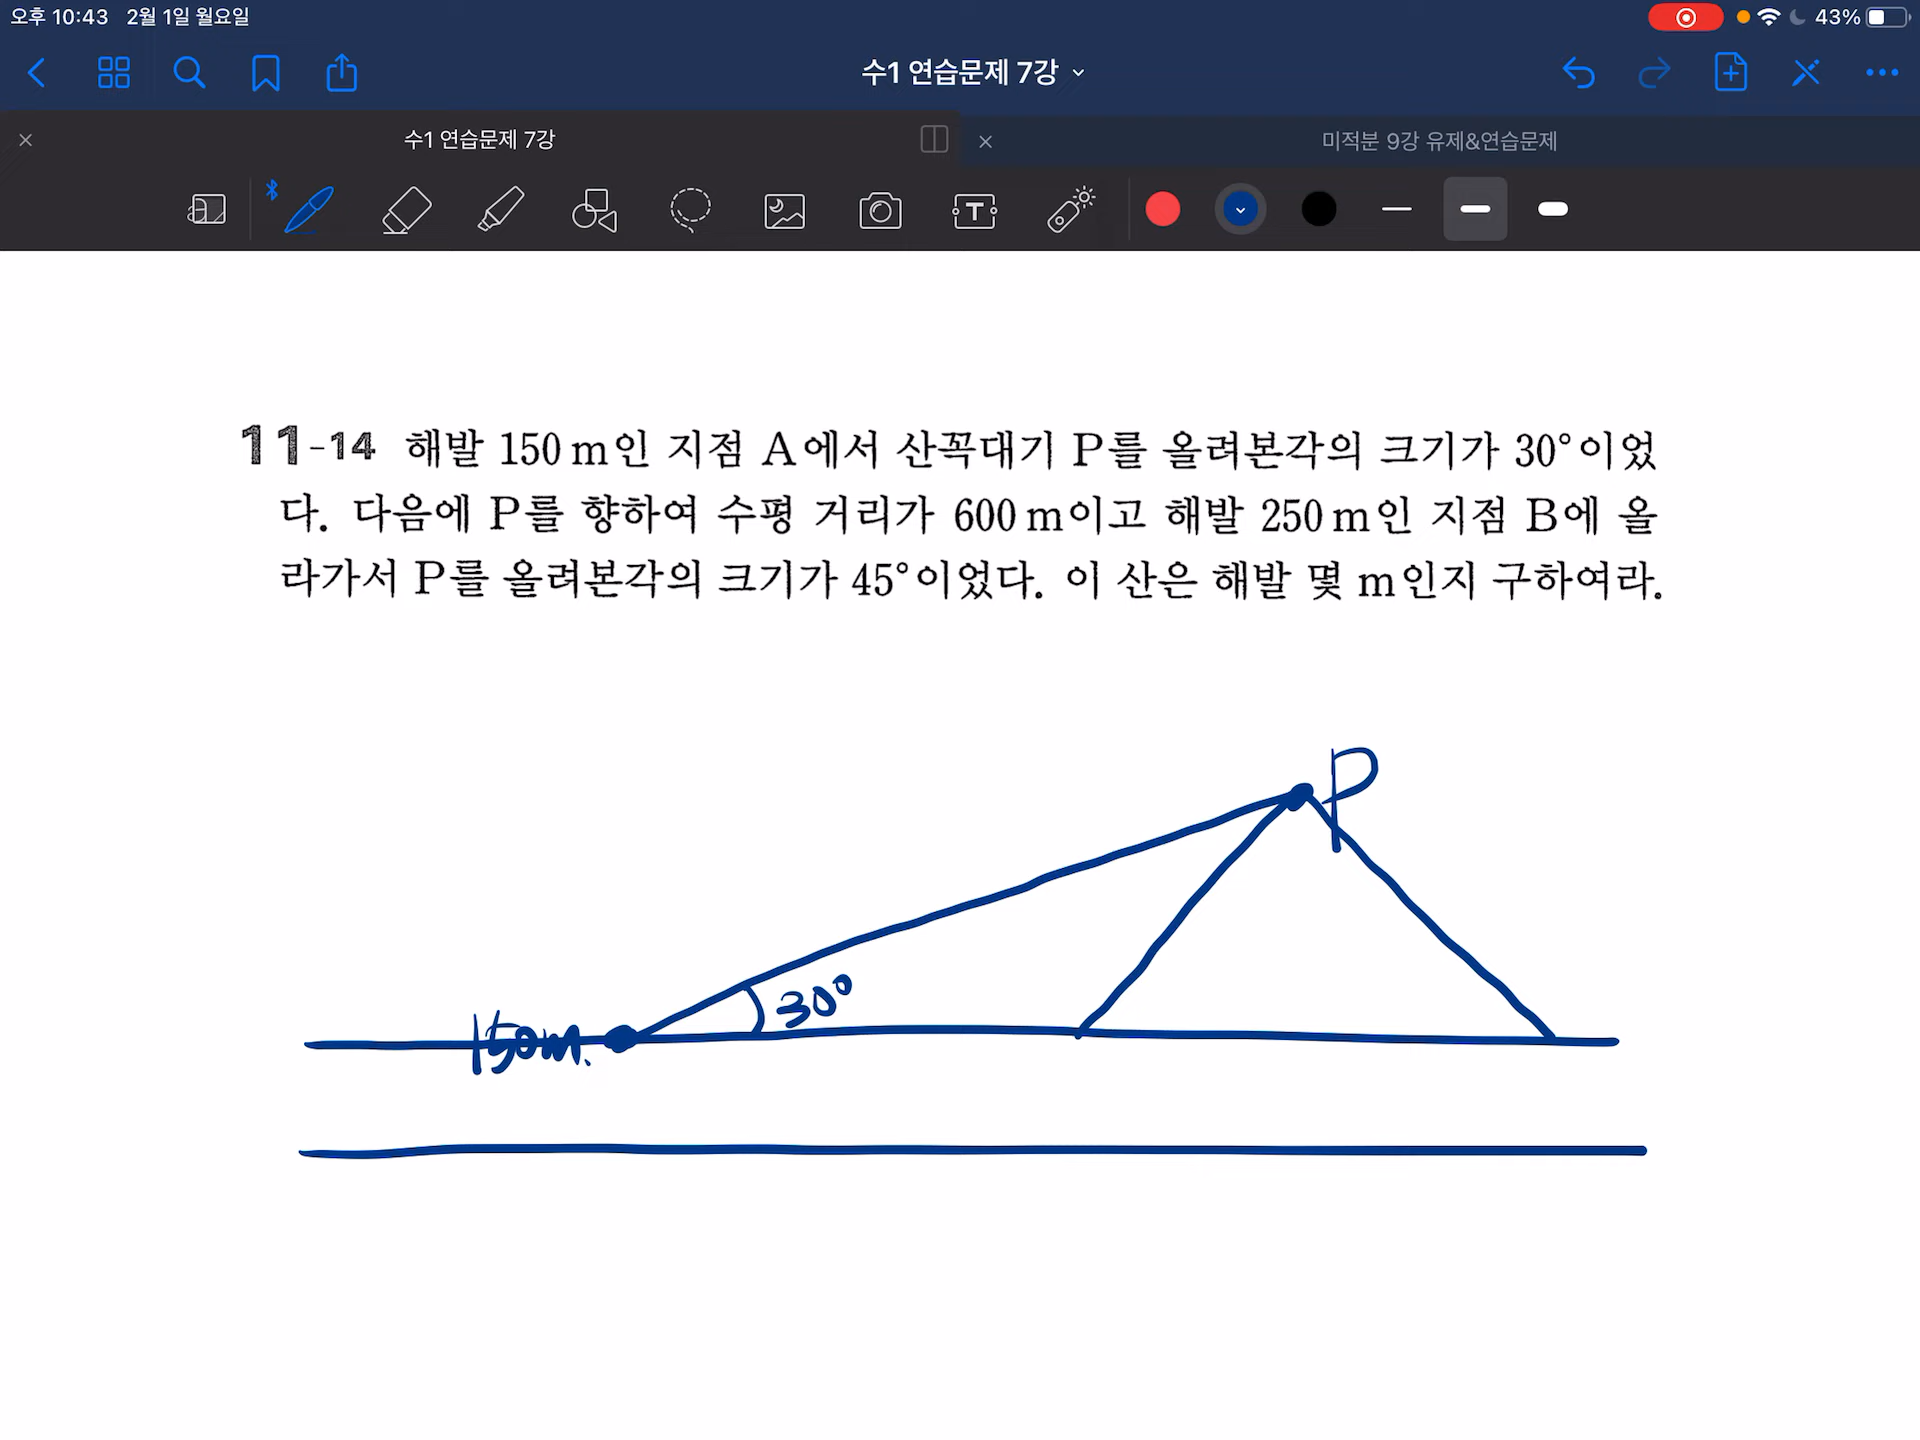 오후 10:43 2월 1일 월요일
43%
수1 연습문제 7강
수1 연습문제 7강
미적분 9강 유제&연습문제
11-14 해발 150 m인 지점 A에서 산꼭대기 P를 올려본각의 크기가 30°이었
다. 다음에 P를 향하여 수평 거리가 600 m이고 해발 250 m인 지점 B에 올
라가서 P를 올려본각의 크기가 45°이었다. 이 산은 해발 몇 m인지 구하여라.
P
30°
150m.